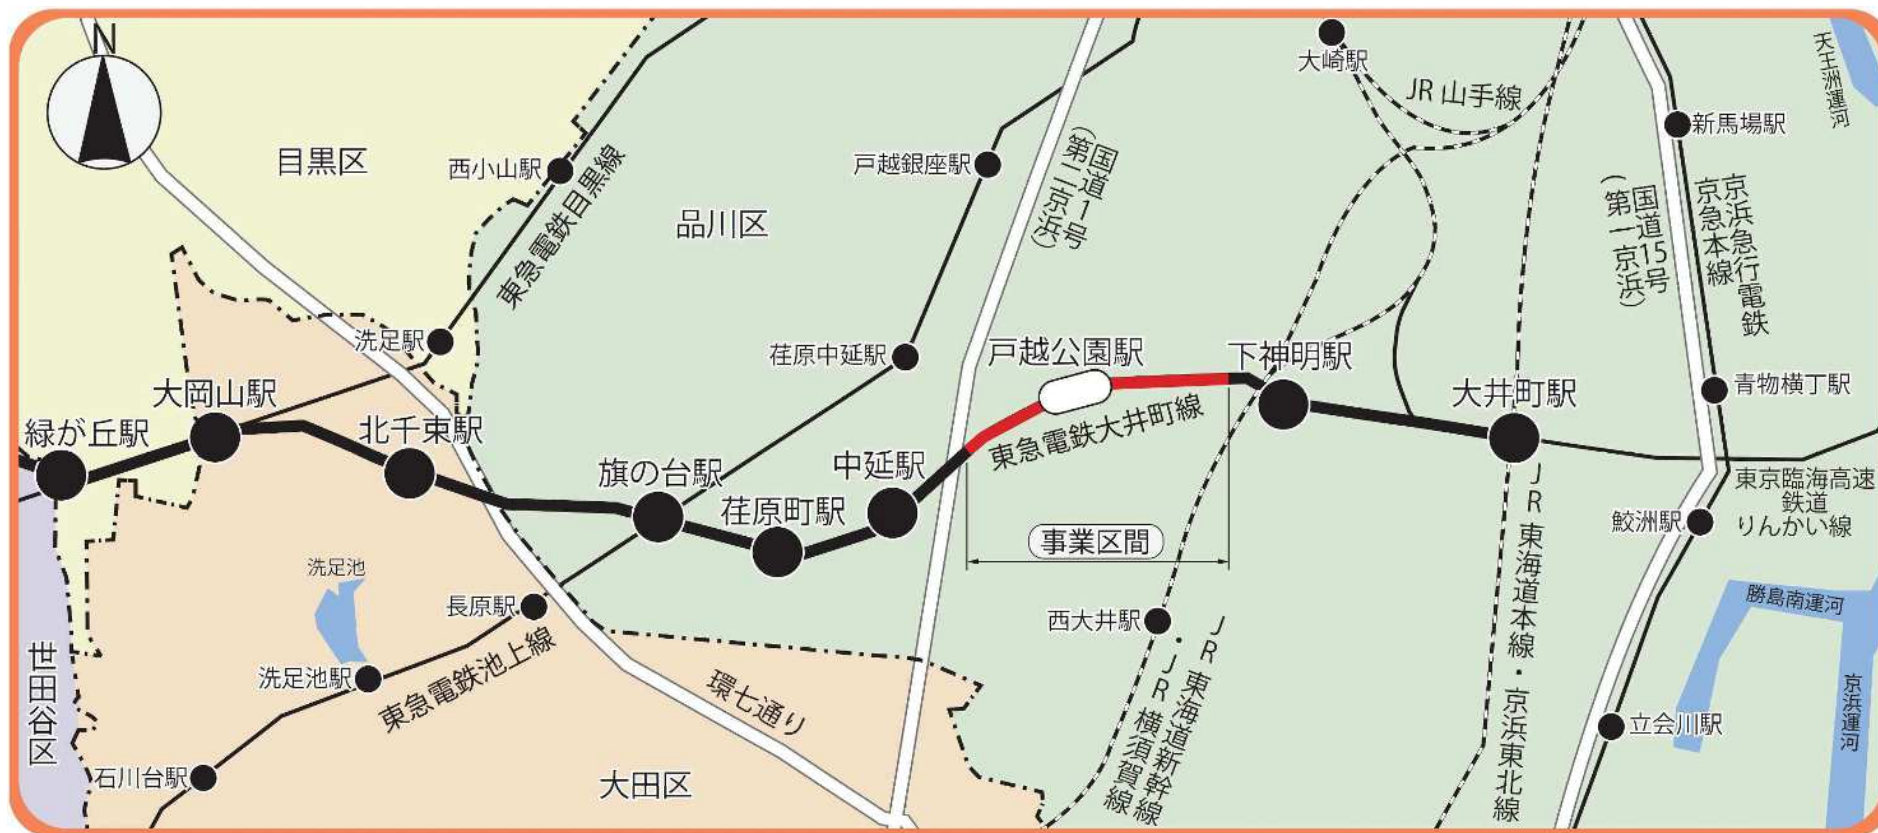 N
目黒区
西小山駅
東急電鉄目黒線
品川区
戸越銀座駅
国道1号
(第二京浜)
大崎駅
JR 山手線
天王洲運河
新馬場駅
国道15号
(第一京浜)
京浜急行電鉄
京急本線
洗足駅
荏原中延駅
戸越公園駅
下神明駅
大井町駅
青物横丁駅
緑が丘駅
大岡山駅
北千束駅
旗の台駅
荏原町駅
中延駅
東急電鉄大井町線
事業区間
東京臨海高速
鉄道
りんかい線
鮫洲駅
洗足池
長原駅
西大井駅
JR 東海道新幹線
・JR 横須賀線
JR 東海道本線・京浜東北線
勝島南運河
京浜運河
世田谷区
洗足池駅
東急電鉄池上線
環七通り
立会川駅
石川台駅
大田区